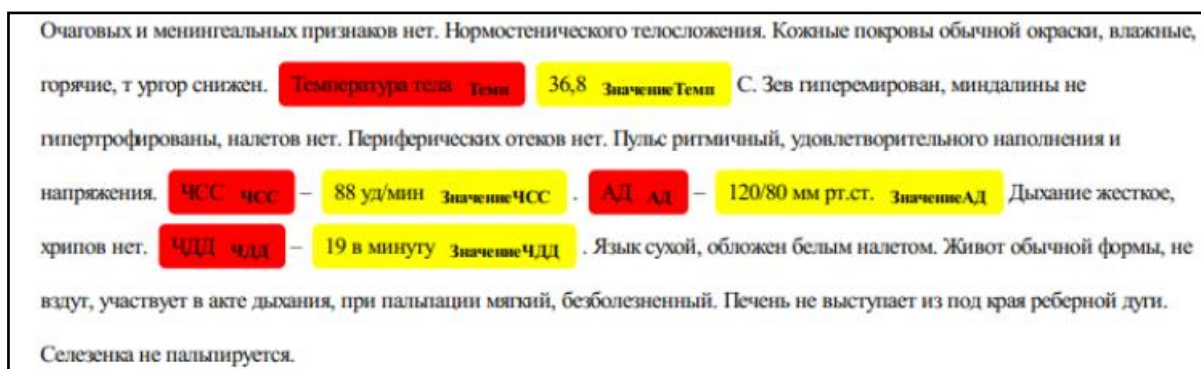 Очаговых и менингеальных признаков нет. Нормостенического телосложения. Кожные покровы обычной окраски, влажные,
горячие, т ургор снижен. Температура тела Темп 36,8 ЗначениеТемп С. Зев гиперемирован, миндалины не
гипертрофированы, налетов нет. Периферических отеков нет. Пульс ритмичный, удовлетворительного наполнения и
напряжения. ЧСС ЧСС – 88 уд/мин ЗначениеЧСС . АД АД – 120/80 мм рт.ст. ЗначениеАД Дыхание жесткое,
хрипов нет. ЧДД ЧДД – 19 в минуту ЗначениеЧДД . Язык сухой, обложен белым налетом. Живот обычной формы, не
вздут, участвует в акте дыхания, при пальпации мягкий, безболезненный. Печень не выступает из под края реберной дуги.
Селезенка не пальпируется.